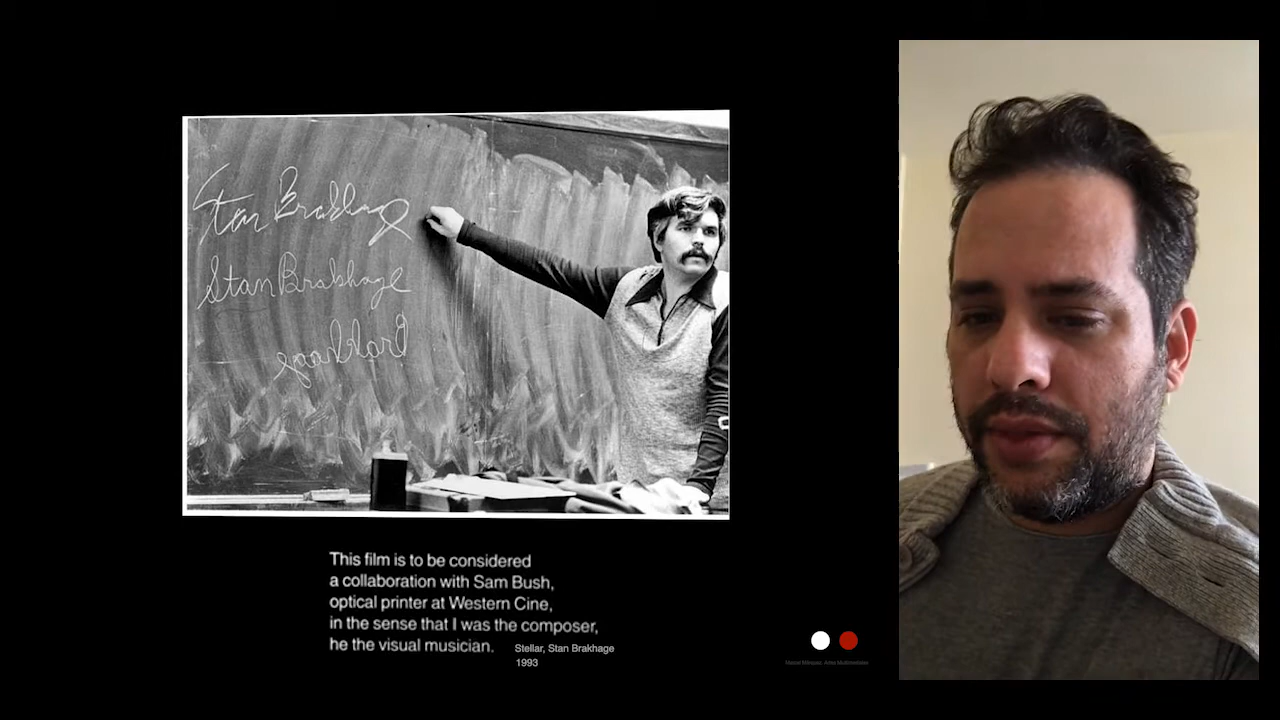 Stan Brakhage
Stan Brakhage
This film is to be considered
a collaboration with Sam Bush,
optical printer at Western Cine,
in the sense that I was the composer,
he the visual musician.
Stellar, Stan Brakhage
1993